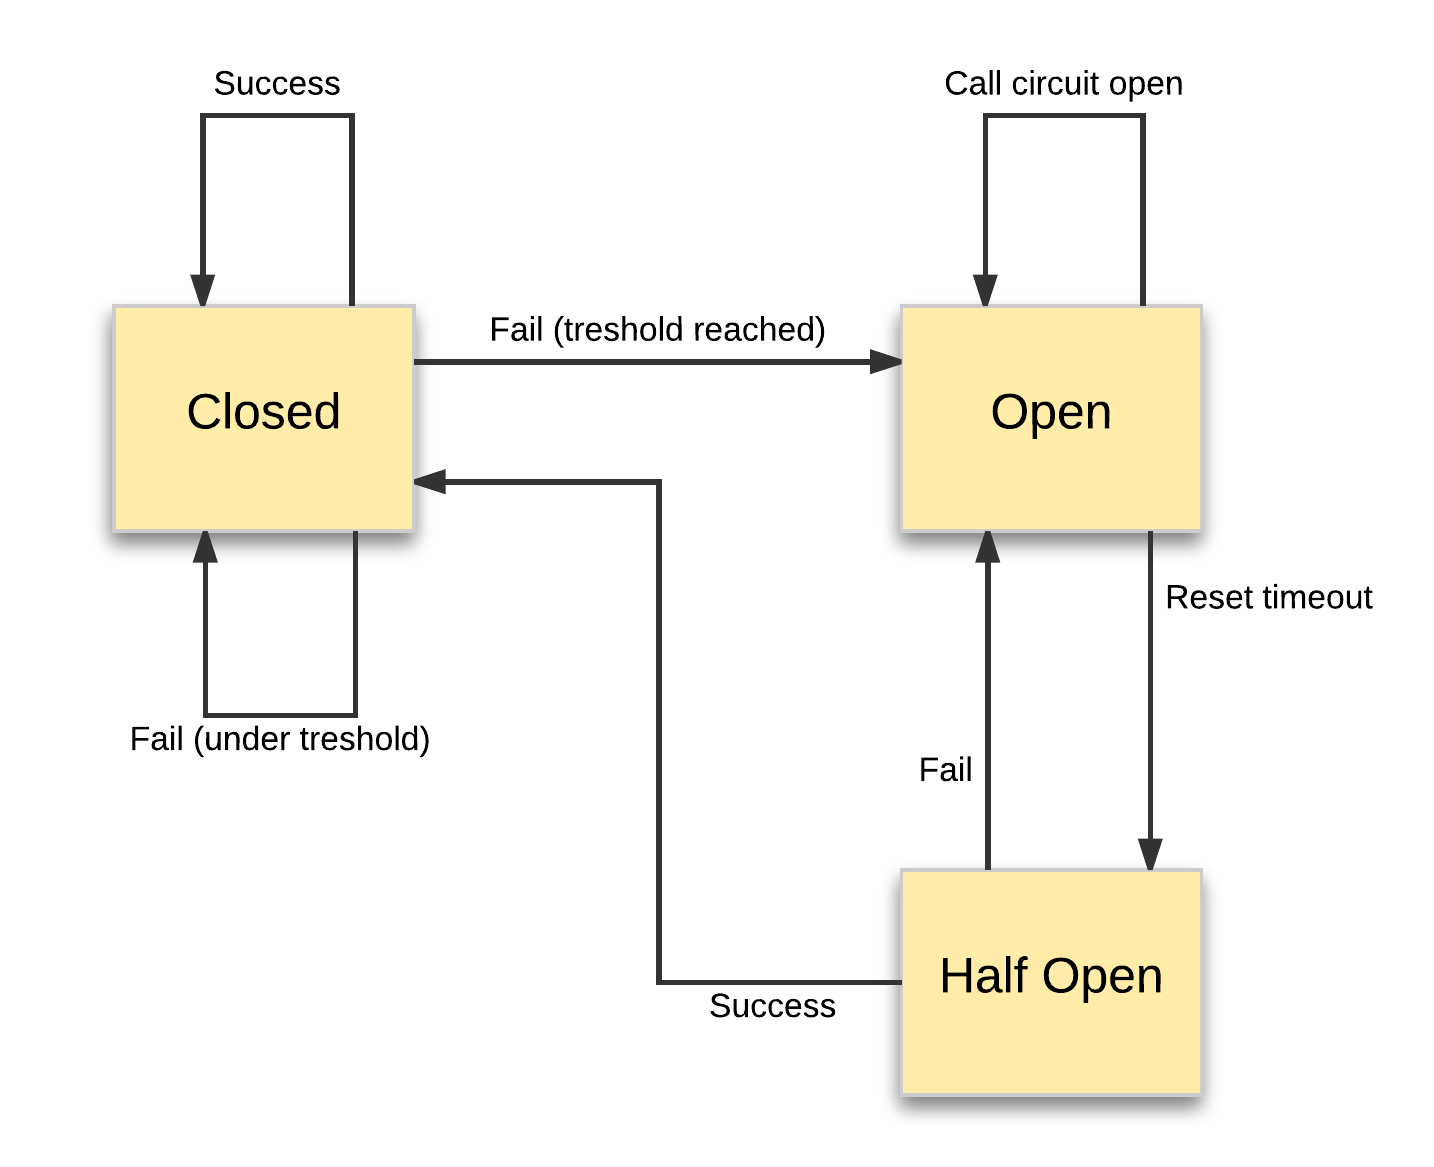 Success
Call circuit open
Fail (treshold reached)
Closed
Open
Reset timeout
Fail (under treshold)
Fail
Half Open
Success